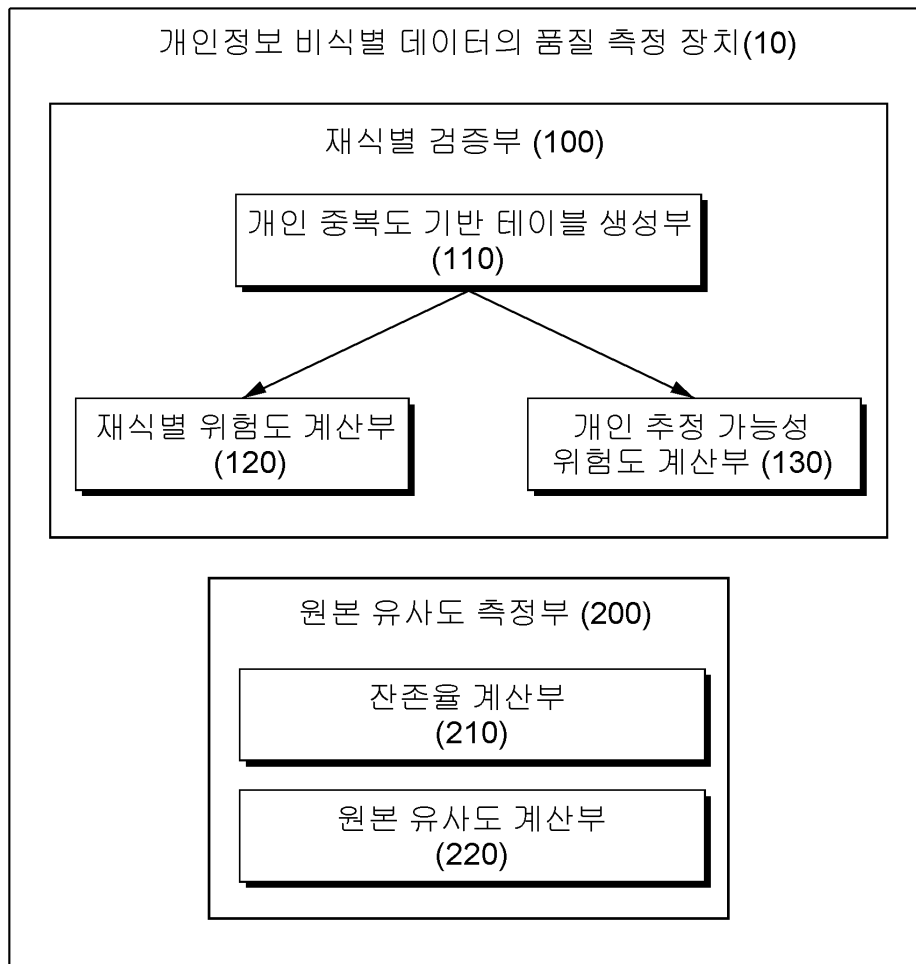 개인정보 비식별 데이터의 품질 측정 장치(10)
재식별 검증부 (100)
개인 중복도 기반 테이블 생성부
(110)
재식별 위험도 계산부
(120)
개인 추정 가능성
위험도 계산부 (130)
원본 유사도 측정부 (200)
잔존율 계산부
(210)
원본 유사도 계산부
(220)